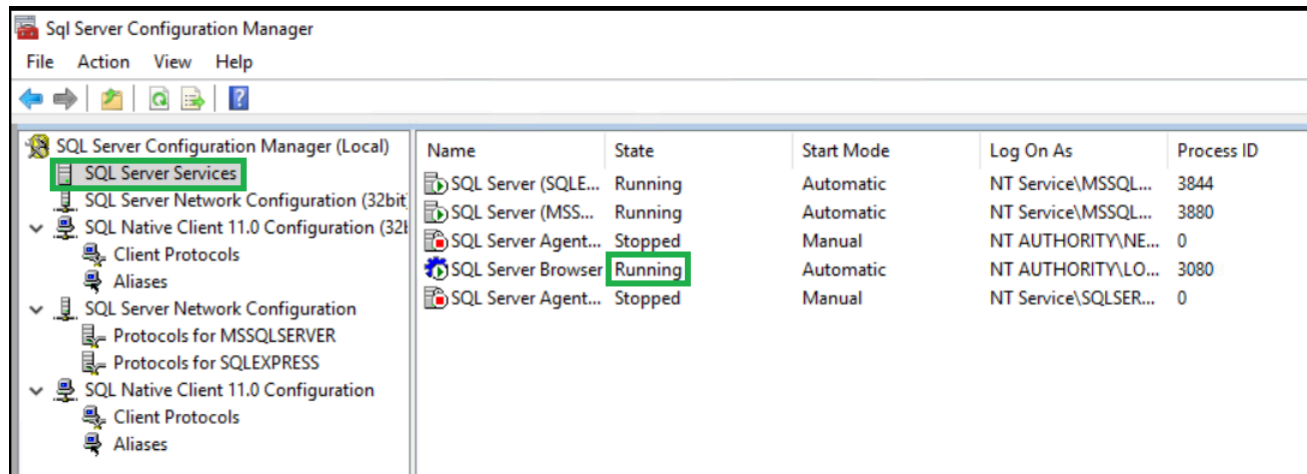 Sql Server Configuration Manager
File Action View Help
SQL Server Configuration Manager (Local)
SQL Server Services
SQL Server Network Configuration (32bit
SQL Native Client 11.0 Configuration (32b
Client Protocols
Aliases
SQL Server Network Configuration
Protocols for MSSQLSERVER
Protocols for SQLEXPRESS
SQL Native Client 11.0 Configuration
Client Protocols
Aliases
Name State Start Mode Log On As Process ID
SQL Server (SQLE... Running Automatic NT Service\MSSQL... 3844
SQL Server (MSS... Running Automatic NT Service\MSSQL... 3880
SQL Server Agent... Stopped Manual NT AUTHORITY\NE... 0
SQL Server Browser Running Automatic NT AUTHORITY\LO... 3080
SQL Server Agent... Stopped Manual NT Service\SQLSER... 0